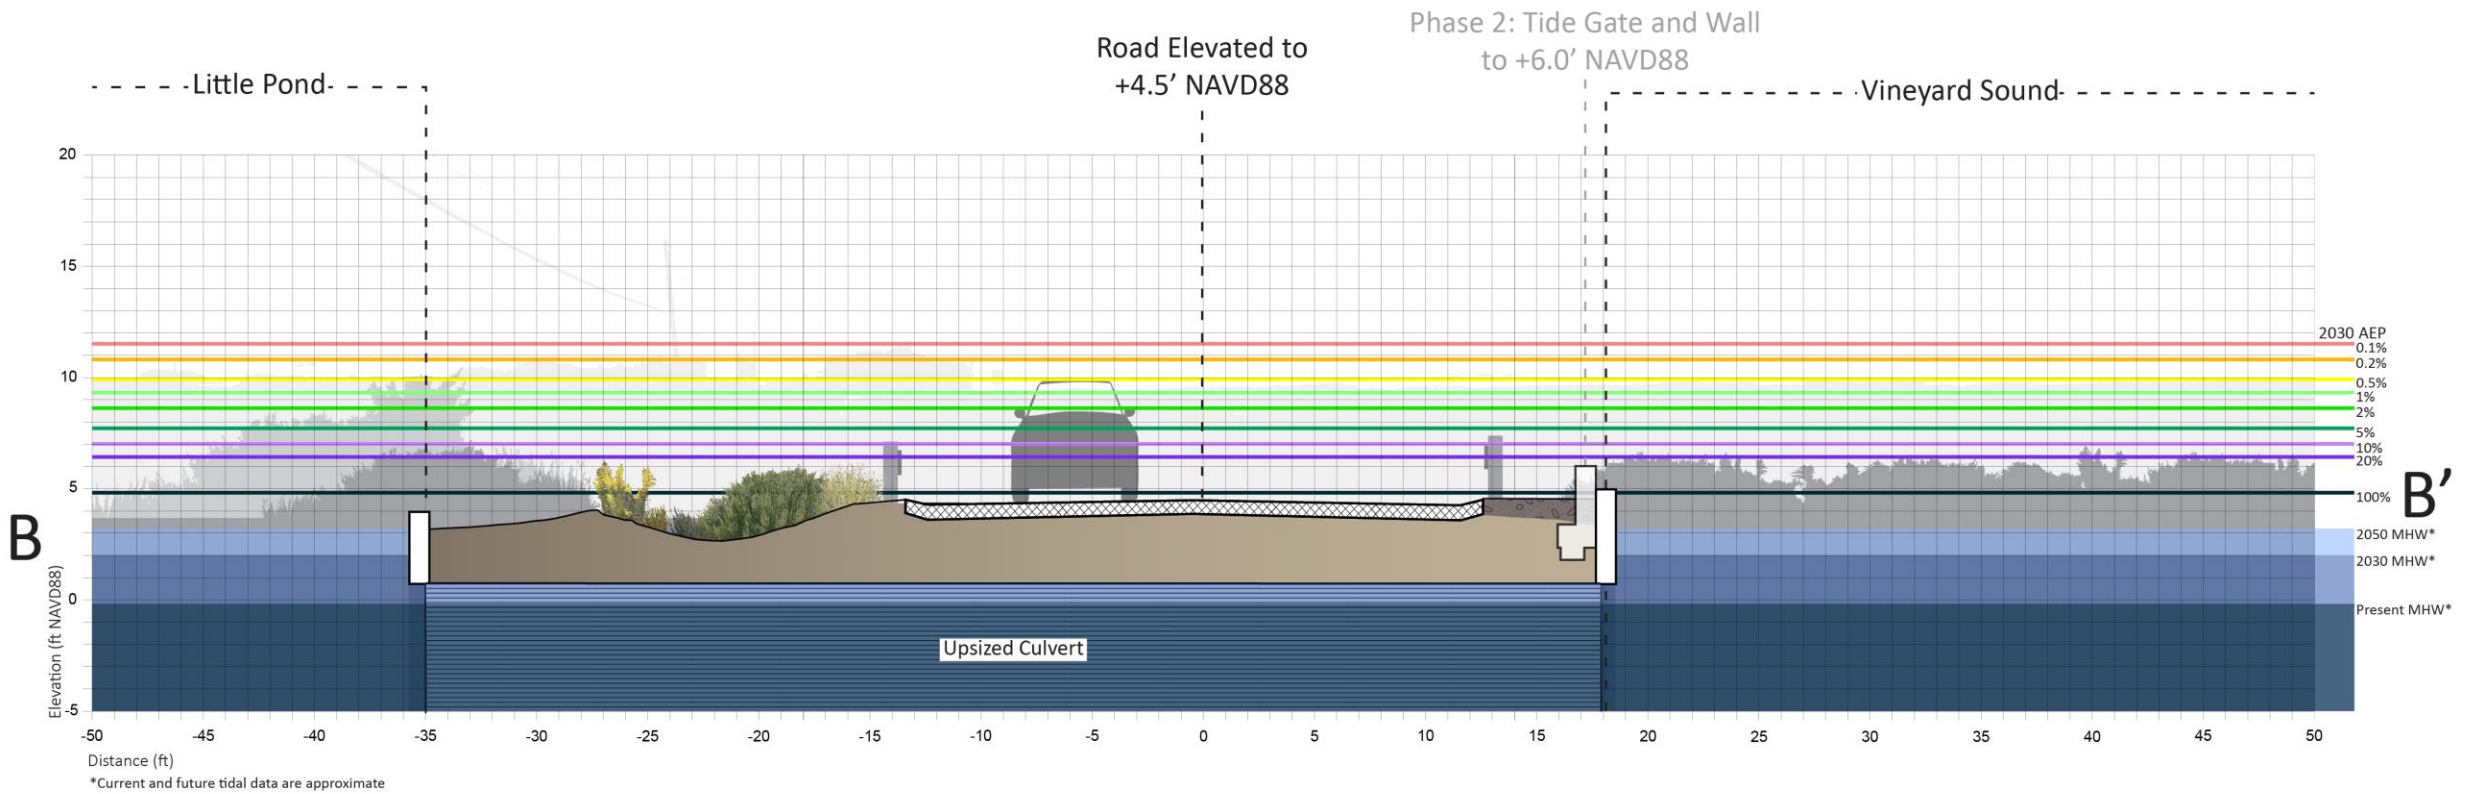 Phase 2: Tide Gate and Wall
to +6.0’ NAVD88
Road Elevated to
+4.5’ NAVD88
Little Pond
Vineyard Sound
20
15
10
5
0
-5
Elevation (ft NAVD88)
2030 AEP
0.1%
0.2%
0.5%
1%
2%
5%
10%
20%
100%
B
B’
2050 MHW*
2030 MHW*
Present MHW*
Upsized Culvert
-50 -45 -40 -35 -30 -25 -20 -15 -10 -5 0 5 10 15 20 25 30 35 40 45 50
Distance (ft)
*Current and future tidal data are approximate